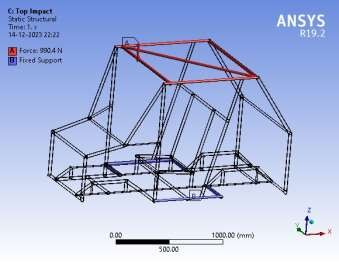 C: Top Impact
Static Structural
Time: 1. s
14-12-2023 22:22
A Force: 990.4 N
B Fixed Support
ANSYS
R19.2
A
B
0.00 1000.00 (mm)
500.00
Z
Y
X